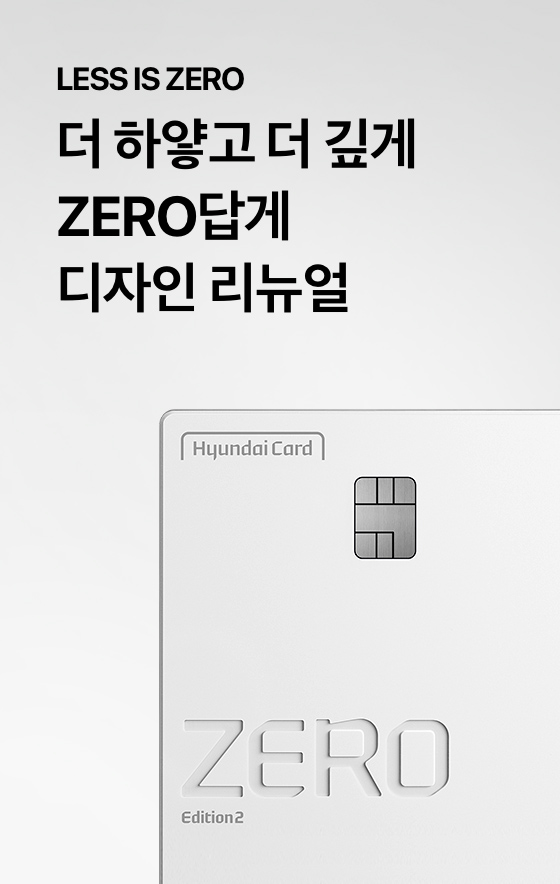 LESS IS ZERO
더 하얗고 더 깊게
ZERO답게
디자인 리뉴얼
Hyundai Card
ZERO
Edition2